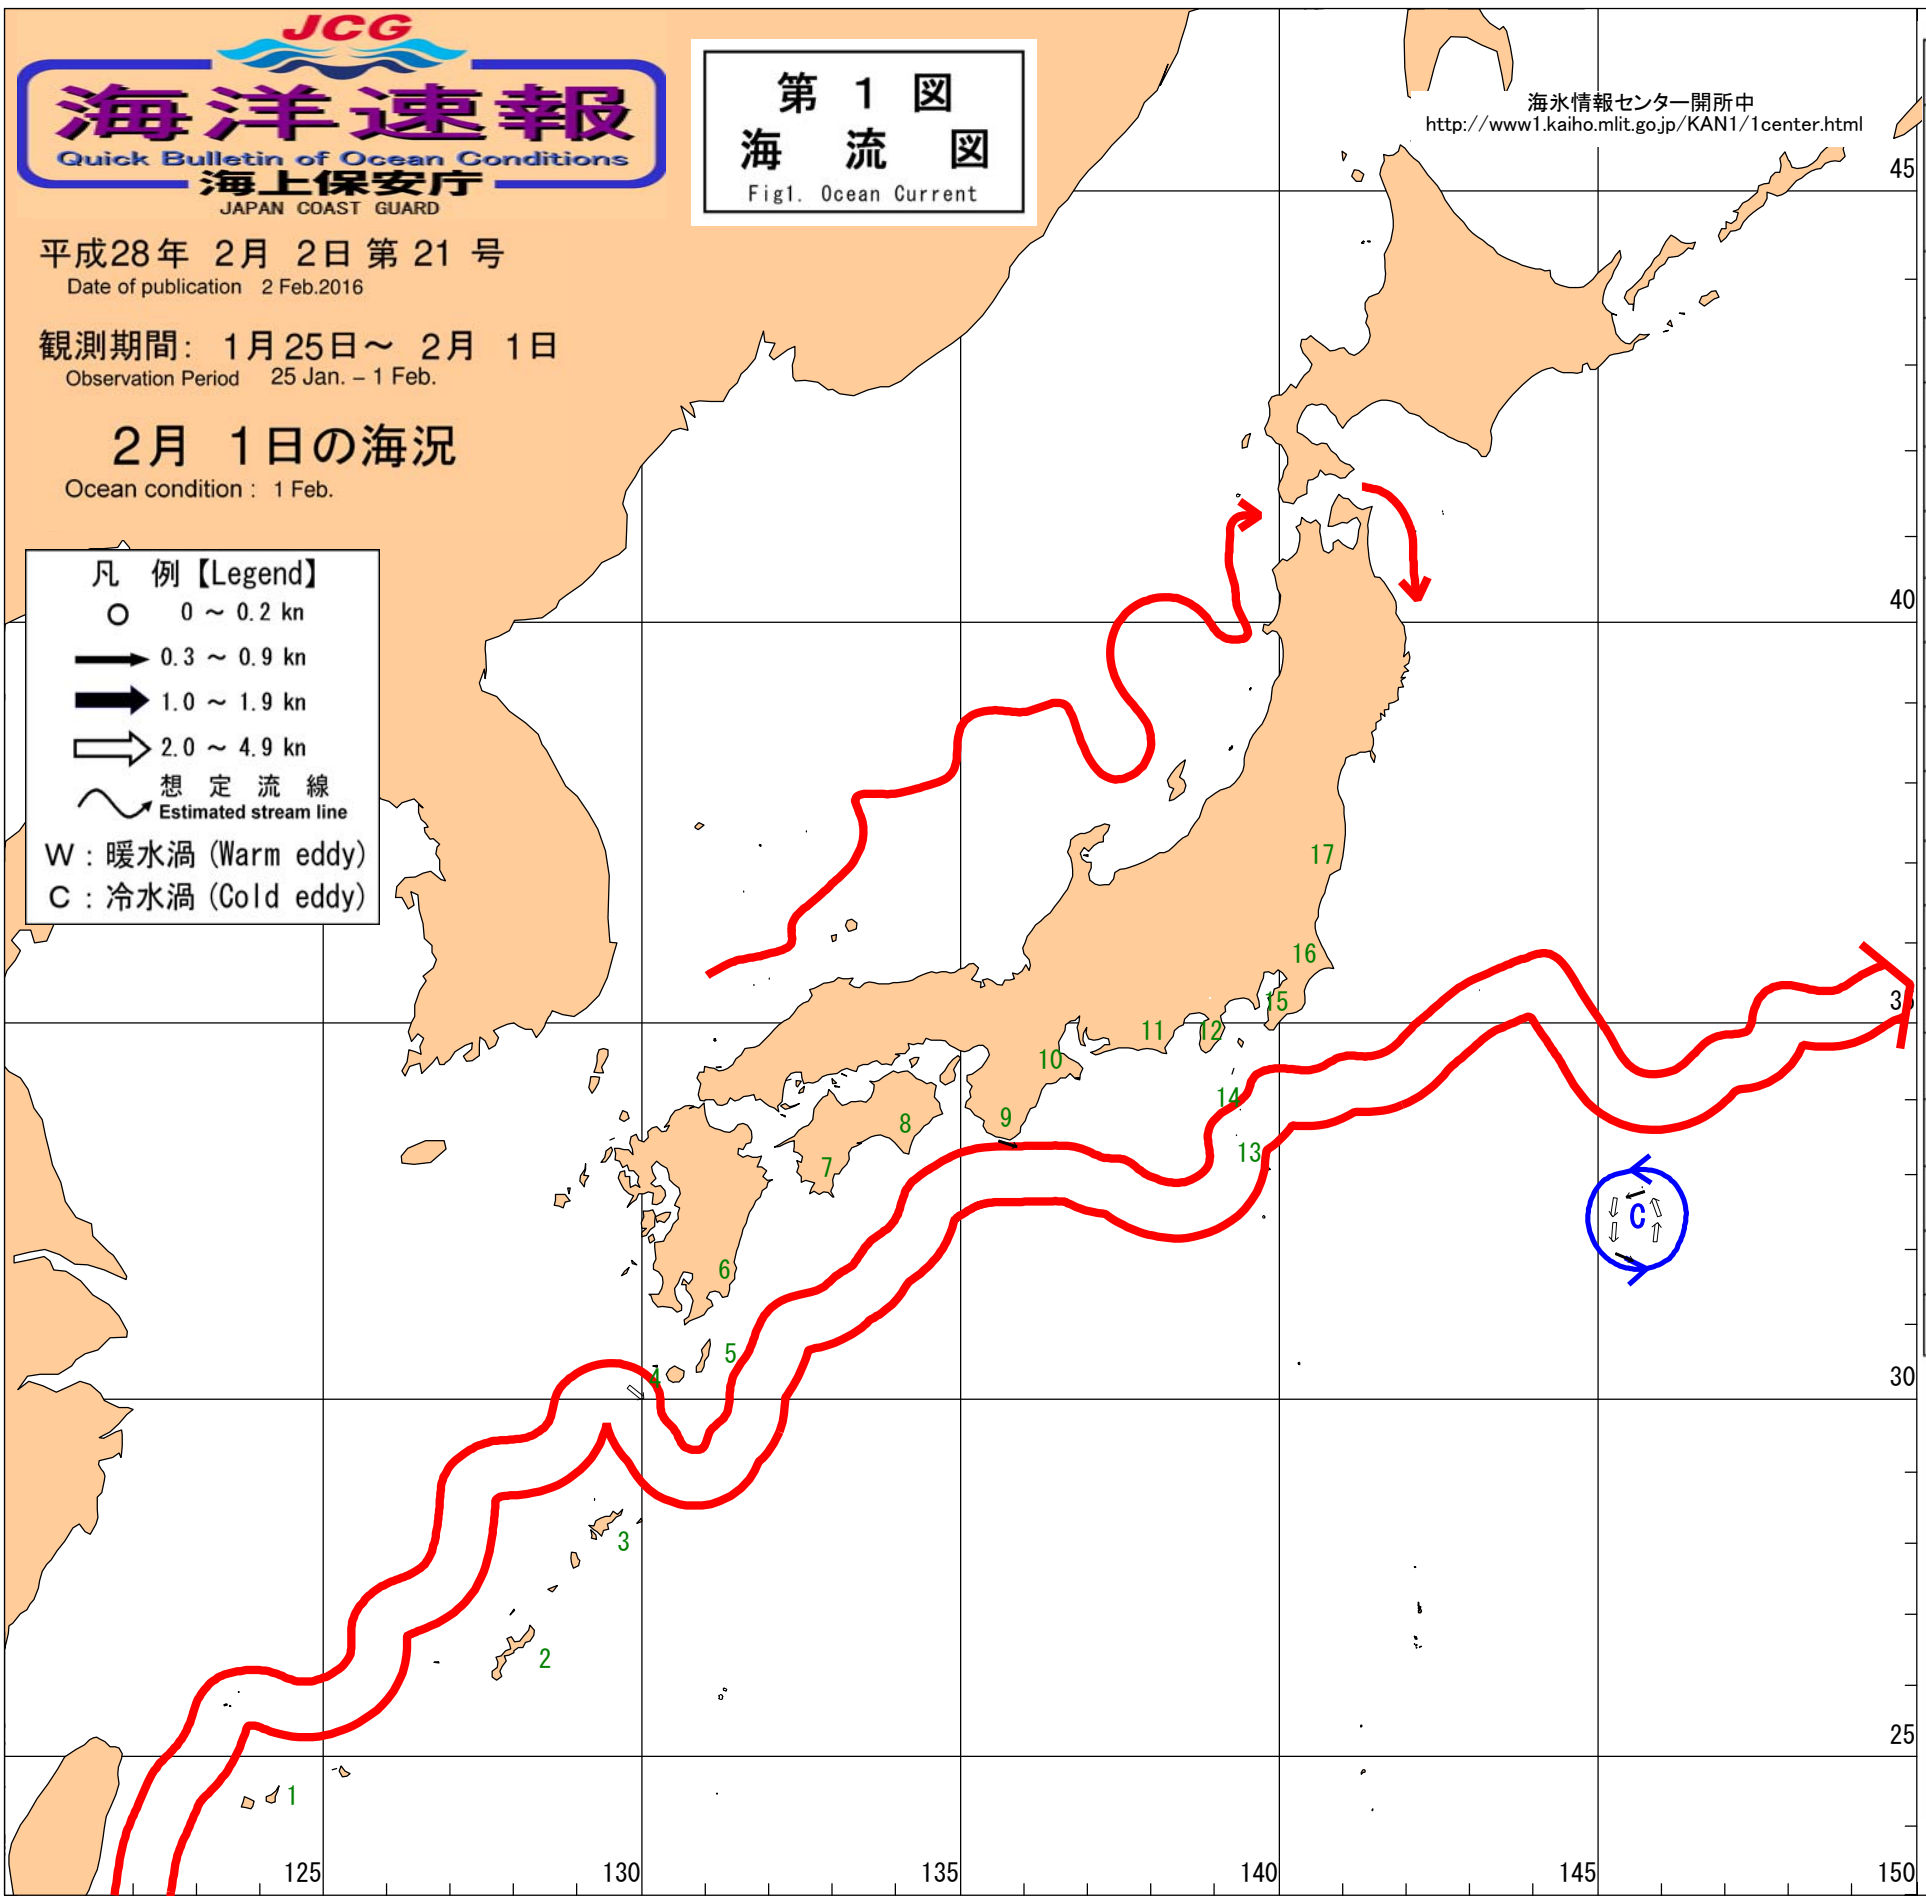 JCG
海洋速報
Quick Bulletin of Ocean Conditions
海上保安庁
JAPAN COAST GUARD
平成28年 2月 2日 第 21 号
Date of publication 2 Feb.2016
観測期間: 1月25日～ 2月 1日
Observation Period 25 Jan. – 1 Feb.
2月 1日の海況
Ocean condition : 1 Feb.
第 1 図
海 流 図
Fig1. Ocean Current
海氷情報センター開所中
http://www1.kaiho.mlit.go.jp/KAN1/1center.html
凡 例【Legend】
0 ～ 0.2 kn
0.3 ～ 0.9 kn
1.0 ～ 1.9 kn
2.0 ～ 4.9 kn
想 定 流 線
Estimated stream line
W : 暖水渦 (Warm eddy)
C : 冷水渦 (Cold eddy)
45
40
17
16
15
35
11
12
10
14
9
8
13
7
C
6
5
4
30
3
2
25
1
125
130
135
140
145
150